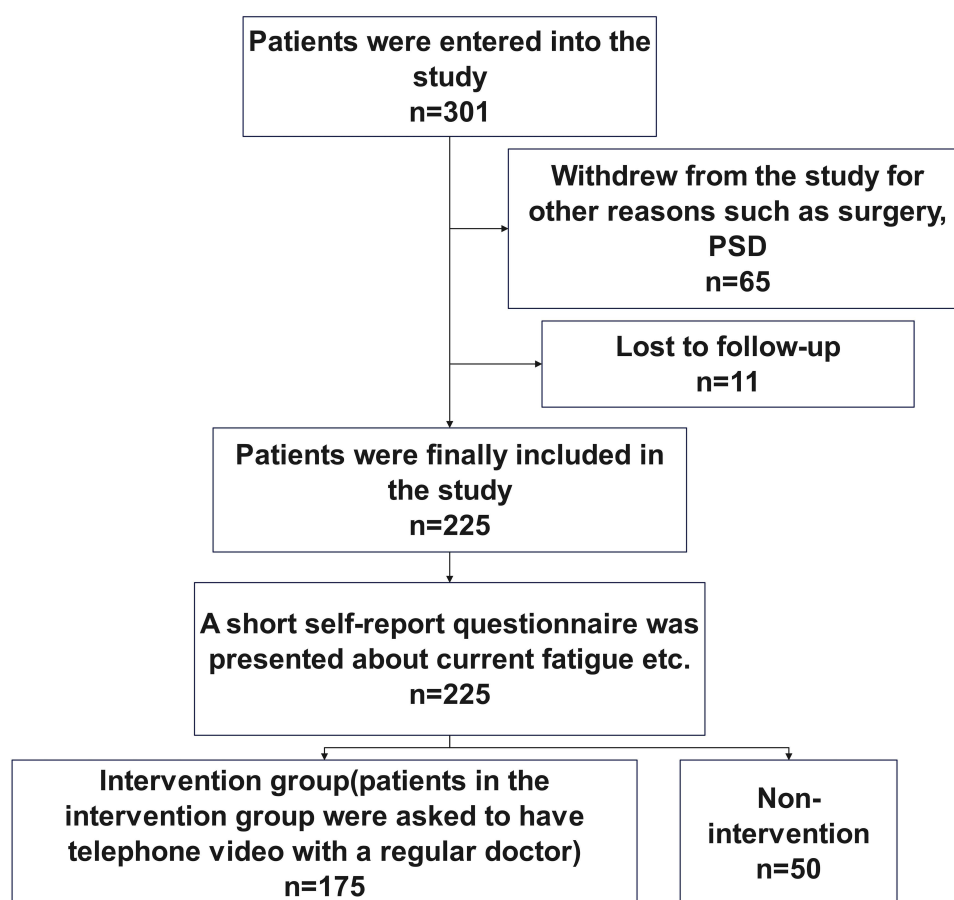 Patients were entered into the
study
n=301
Withdrew from the study for
other reasons such as surgery,
PSD
n=65
Lost to follow-up
n=11
Patients were finally included in
the study
n=225
A short self-report questionnaire was
presented about current fatigue etc.
n=225
Intervention group(patients in the
intervention group were asked to have
telephone video with a regular doctor)
n=175
Non-
intervention
n=50